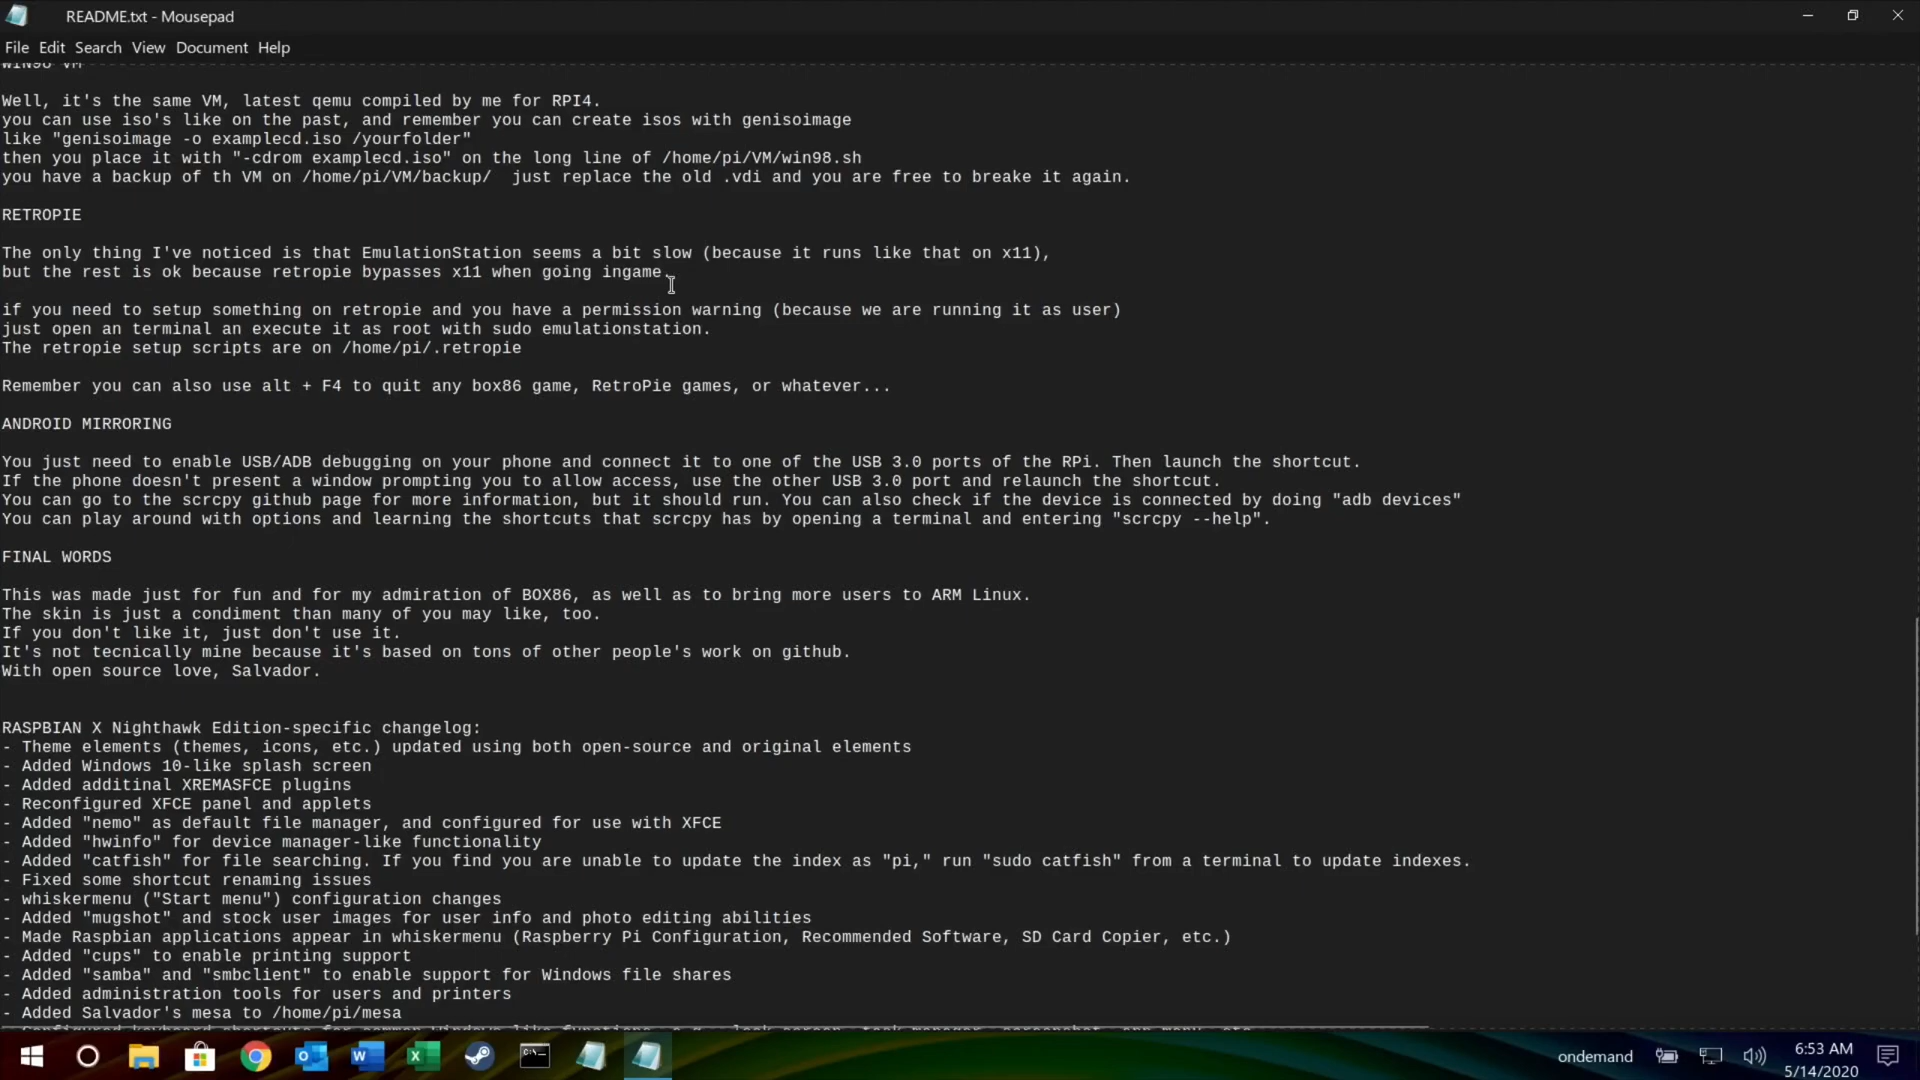 README.txt - Mousepad
File Edit Search View Document Help
WIN98 VM
Well, it's the same VM, latest qemu compiled by me for RPI4.
you can use iso's like on the past, and remember you can create isos with genisoimage
like "genisoimage -o examplecd.iso /yourfolder"
then you place it with "-cdrom examplecd.iso" on the long line of /home/pi/VM/win98.sh
you have a backup of th VM on /home/pi/VM/backup/  just replace the old .vdi and you are free to breake it again.
RETROPIE
The only thing I've noticed is that EmulationStation seems a bit slow (because it runs like that on x11),
but the rest is ok because retropie bypasses x11 when going ingame.
if you need to setup something on retropie and you have a permission warning (because we are running it as user)
just open an terminal an execute it as root with sudo emulationstation.
The retropie setup scripts are on /home/pi/.retropie
Remember you can also use alt + F4 to quit any box86 game, RetroPie games, or whatever...
ANDROID MIRRORING
You just need to enable USB/ADB debugging on your phone and connect it to one of the USB 3.0 ports of the RPi. Then launch the shortcut.
If the phone doesn't present a window prompting you to allow access, use the other USB 3.0 port and relaunch the shortcut.
You can go to the scrcpy github page for more information, but it should run. You can also check if the device is connected by doing "adb devices"
You can play around with options and learning the shortcuts that scrcpy has by opening a terminal and entering "scrcpy --help".
FINAL WORDS
This was made just for fun and for my admiration of BOX86, as well as to bring more users to ARM Linux.
The skin is just a condiment than many of you may like, too.
If you don't like it, just don't use it.
It's not tecnically mine because it's based on tons of other people's work on github.
With open source love, Salvador.
RASPBIAN X Nighthawk Edition-specific changelog:
- Theme elements (themes, icons, etc.) updated using both open-source and original elements
- Added Windows 10-like splash screen
- Added additinal XREMASFCE plugins
- Reconfigured XFCE panel and applets
- Added "nemo" as default file manager, and configured for use with XFCE
- Added "hwinfo" for device manager-like functionality
- Added "catfish" for file searching. If you find you are unable to update the index as "pi," run "sudo catfish" from a terminal to update indexes.
- Fixed some shortcut renaming issues
- whiskermenu ("Start menu") configuration changes
- Added "mugshot" and stock user images for user info and photo editing abilities
- Made Raspbian applications appear in whiskermenu (Raspberry Pi Configuration, Recommended Software, SD Card Copier, etc.)
- Added "cups" to enable printing support
- Added "samba" and "smbclient" to enable support for Windows file shares
- Added administration tools for users and printers
- Added Salvador's mesa to /home/pi/mesa
ondemand
6:53 AM
5/14/2020